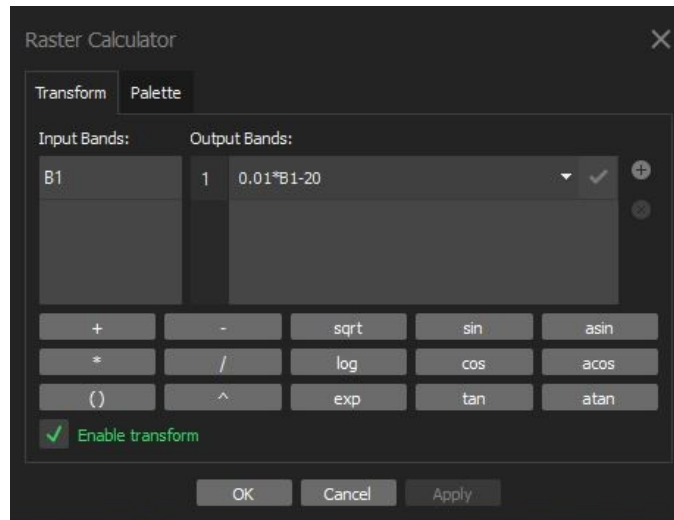 Raster Calculator
Transform Palette
Input Bands: Output Bands:
B1 1 0.01*B1-20
+ - sqrt sin asin
* / log cos acos
() ^ exp tan atan
Enable transform
OK Cancel Apply